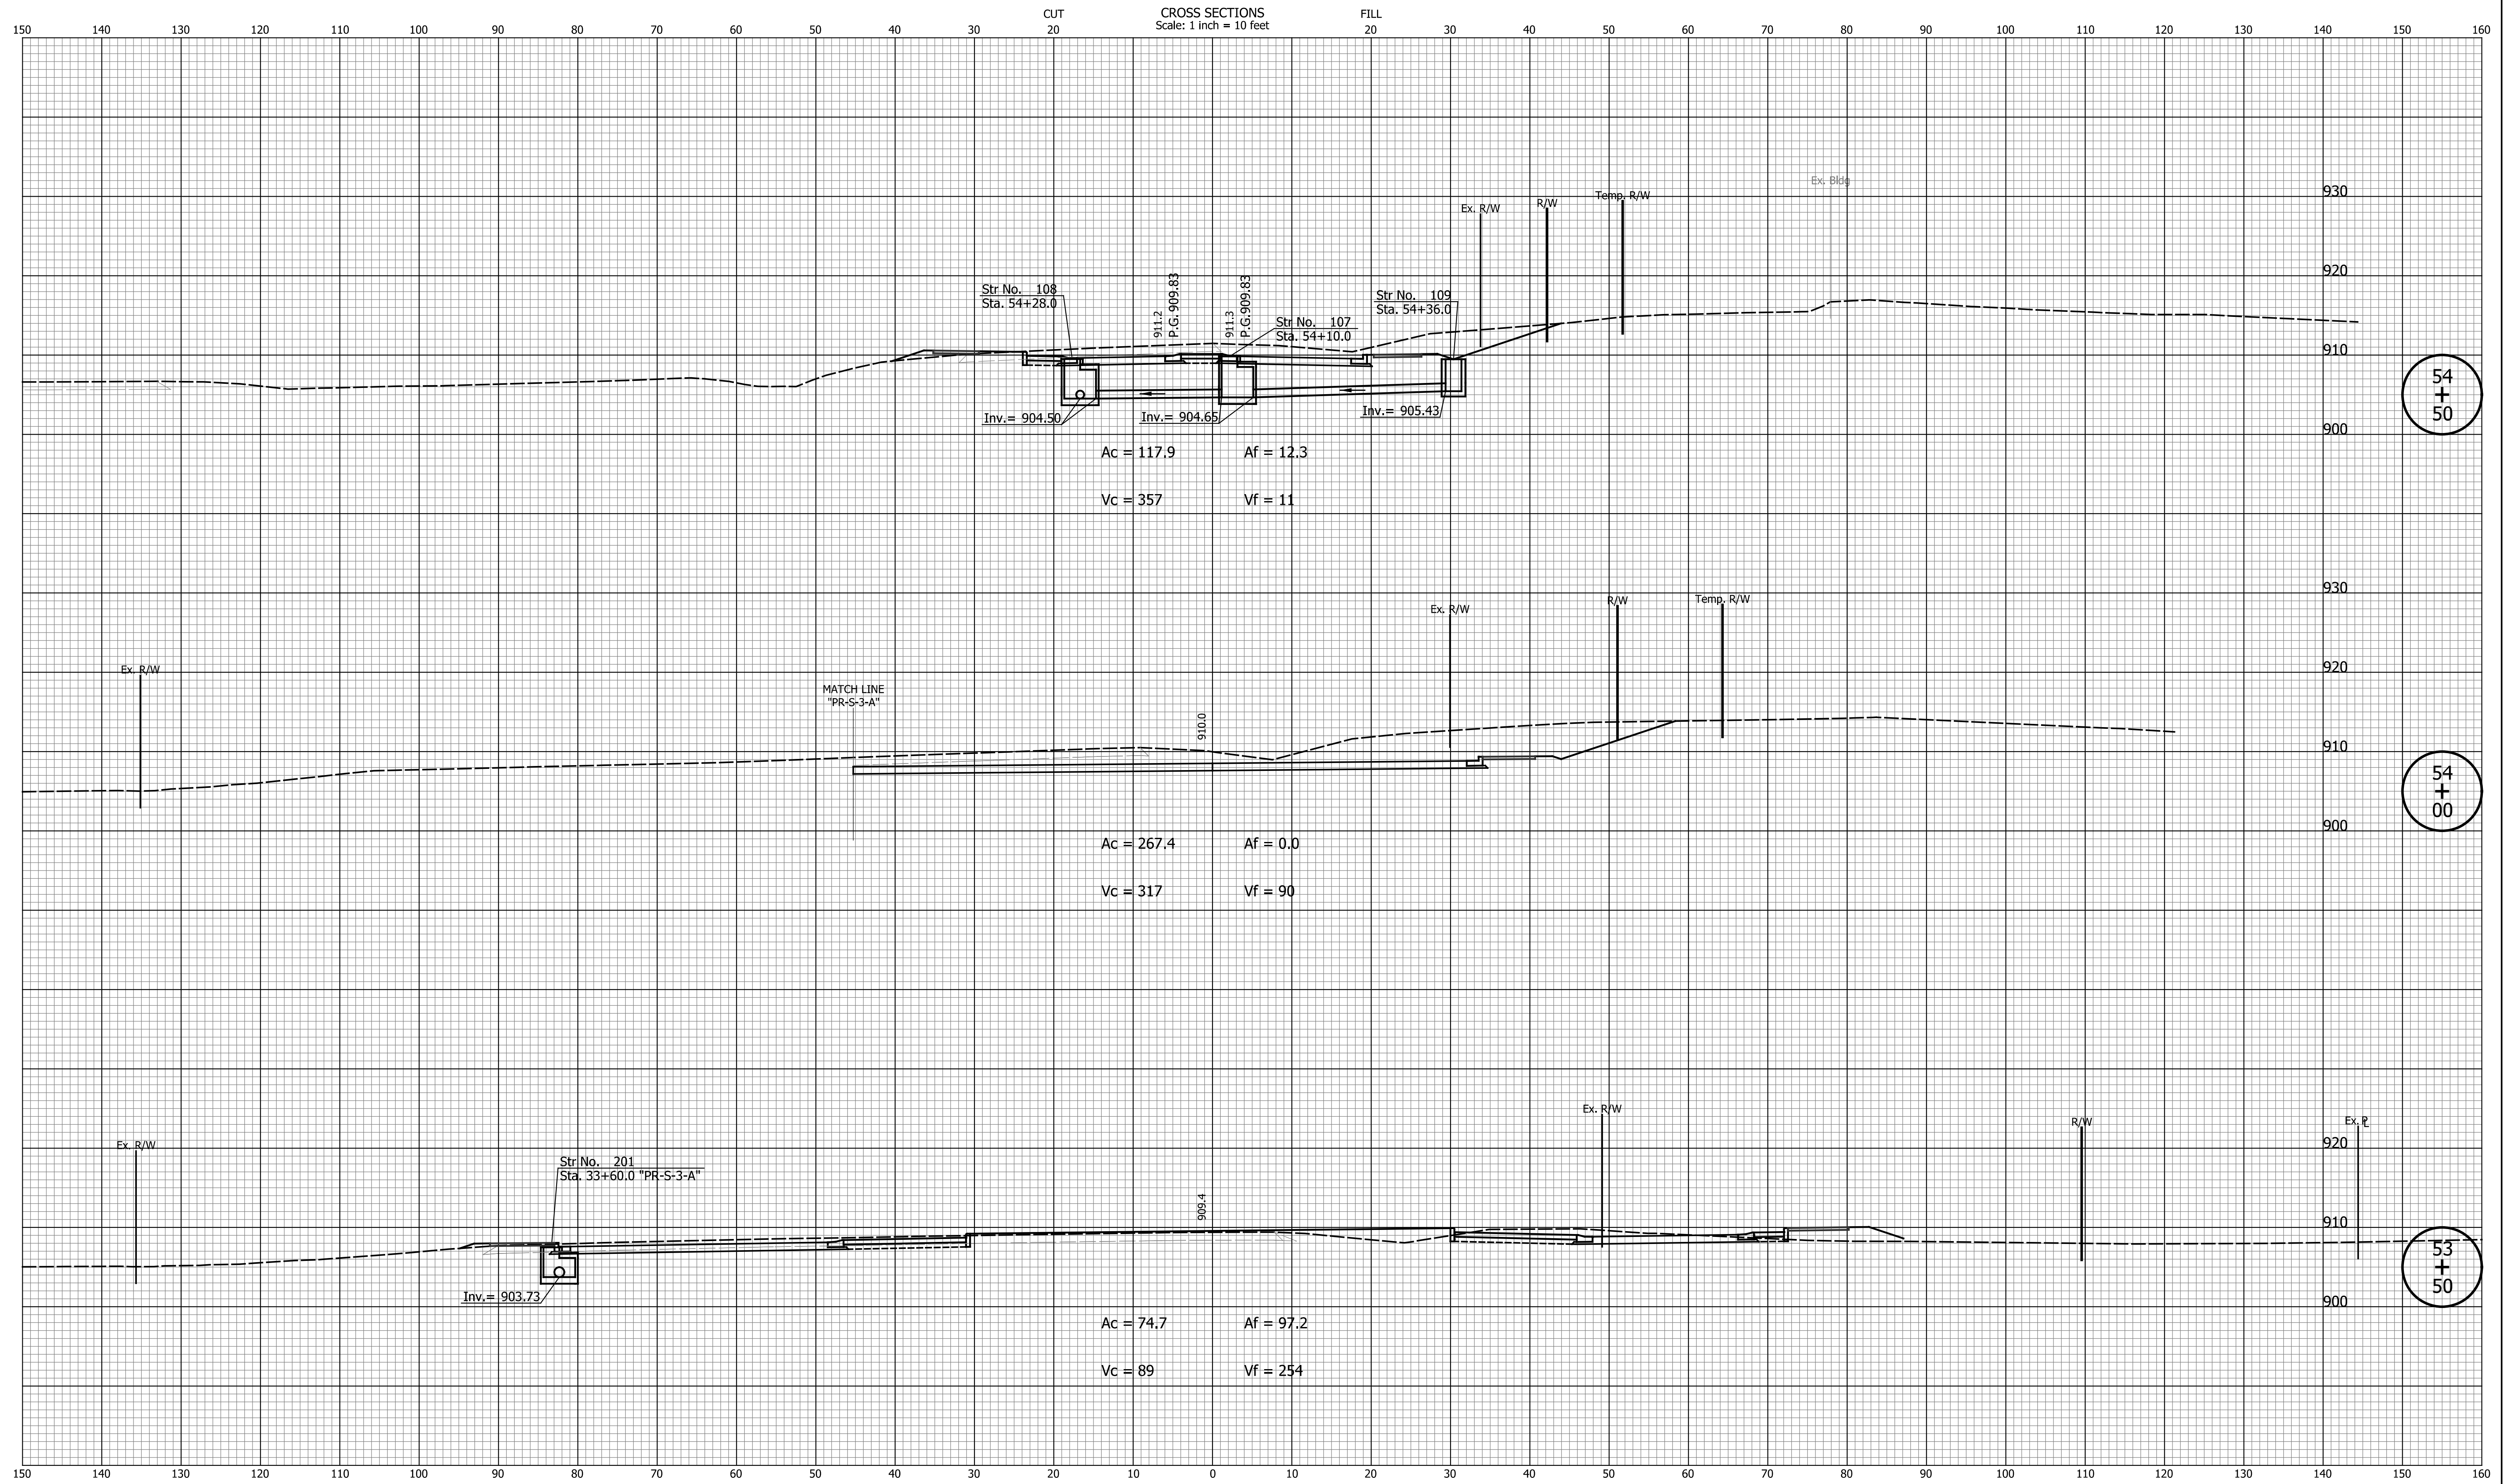 CUT CROSS SECTIONS FILL
Scale: 1 inch = 10 feet
150 140 130 120 110 100 90 80 70 60 50 40 30 20 10 0 10 20 30 40 50 60 70 80 90 100 110 120 130 140 150 160
Ex. Bldg
930
Temp. R/W
R/W
Ex. R/W
920
P.G. 909.83
P.G.909.83
911.2
911.3
Str No. 108
Sta. 54+28.0
Str No. 109
Sta. 54+36.0
Str No. 107
Sta. 54+10.0
910
54
+
50
Inv.= 904.50
Inv.= 904.65
Inv.= 905.43
900
Ac = 117.9 Af = 12.3
Vc = 357 Vf = 11
930
Ex. R/W
R/W
Temp. R/W
920
Ex. R/W
MATCH LINE
"PR-S-3-A"
910.0
910
54
+
00
900
Ac = 267.4 Af = 0.0
Vc = 317 Vf = 90
Ex. R/W
R/W
Ex. PL
920
Ex. R/W
Str No. 201
Sta. 33+60.0 "PR-S-3-A"
909.4
910
53
+
50
Inv.= 903.73
900
Ac = 74.7 Af = 97.2
Vc = 89 Vf = 254
150 140 130 120 110 100 90 80 70 60 50 40 30 20 10 0 10 20 30 40 50 60 70 80 90 100 110 120 130 140 150 160